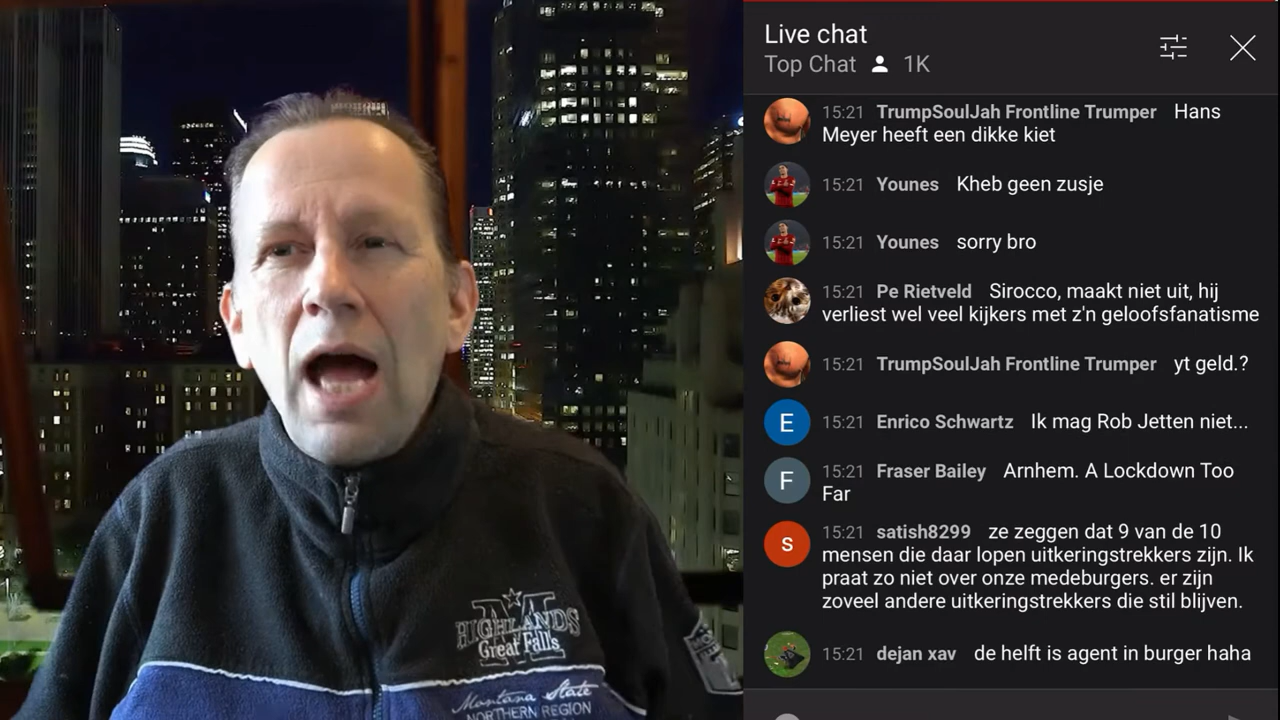 Live chat
Top Chat 1K
15:21 TrumpSoulJah Frontline Trumper Hans
Meyer heeft een dikke kiet
15:21 Younes Kheb geen zusje
15:21 Younes sorry bro
15:21 Pe Rietveld Sirocco, maakt niet uit, hij
verliest wel veel kijkers met z'n geloofsfanatisme
15:21 TrumpSoulJah Frontline Trumper yt geld.?
E
15:21 Enrico Schwartz Ik mag Rob Jetten niet...
F
15:21 Fraser Bailey Arnhem. A Lockdown Too
Far
s
15:21 satish8299 ze zeggen dat 9 van de 10
mensen die daar lopen uitkeringstrekkers zijn. Ik
praat zo niet over onze medeburgers. er zijn
zoveel andere uitkeringstrekkers die stil blijven.
15:21 dejan xav de helft is agent in burger haha
M
HIGHLANDS
Great Falls
Montana State
NORTHERN REGION